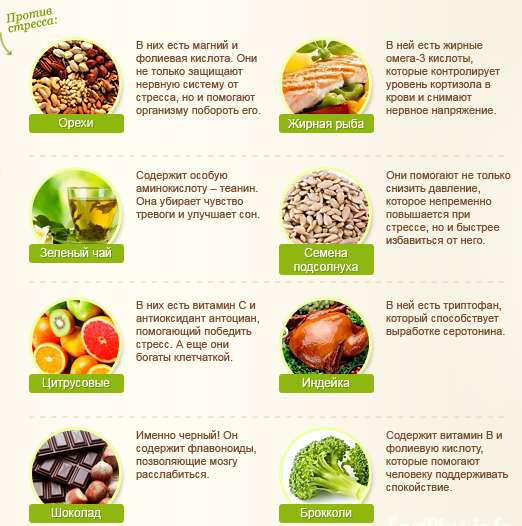 Против
стресса:
В них есть магний и
фолиевая кислота. Они
не только защищают
нервную систему от
стресса, но и помогают
организму побороть его.
Орехи
В ней есть жирные
омега-3 кислоты,
которые контролирует
уровень кортизола в
крови и снимают
нервное напряжение.
Жирная рыба
Содержит особую
аминокислоту – теанин.
Она убирает чувство
тревоги и улучшает сон.
Зеленый чай
Они помогают не только
снизить давление,
которое непременно
повышается при
стрессе, но и быстрее
избавиться от него.
Семена
подсолнуха
В них есть витамин С и
антиоксидант антоциан,
помогающий победить
стресс. А еще они
богаты клетчаткой.
Цитрусовые
В ней есть триптофан,
который способствует
выработке серотонина.
Индейка
Именно черный! Он
содержит флавоноиды,
позволяющие мозгу
расслабиться.
Шоколад
Содержит витамин В и
фолиевую кислоту,
которые помогают
человеку поддерживать
спокойствие.
Брокколи